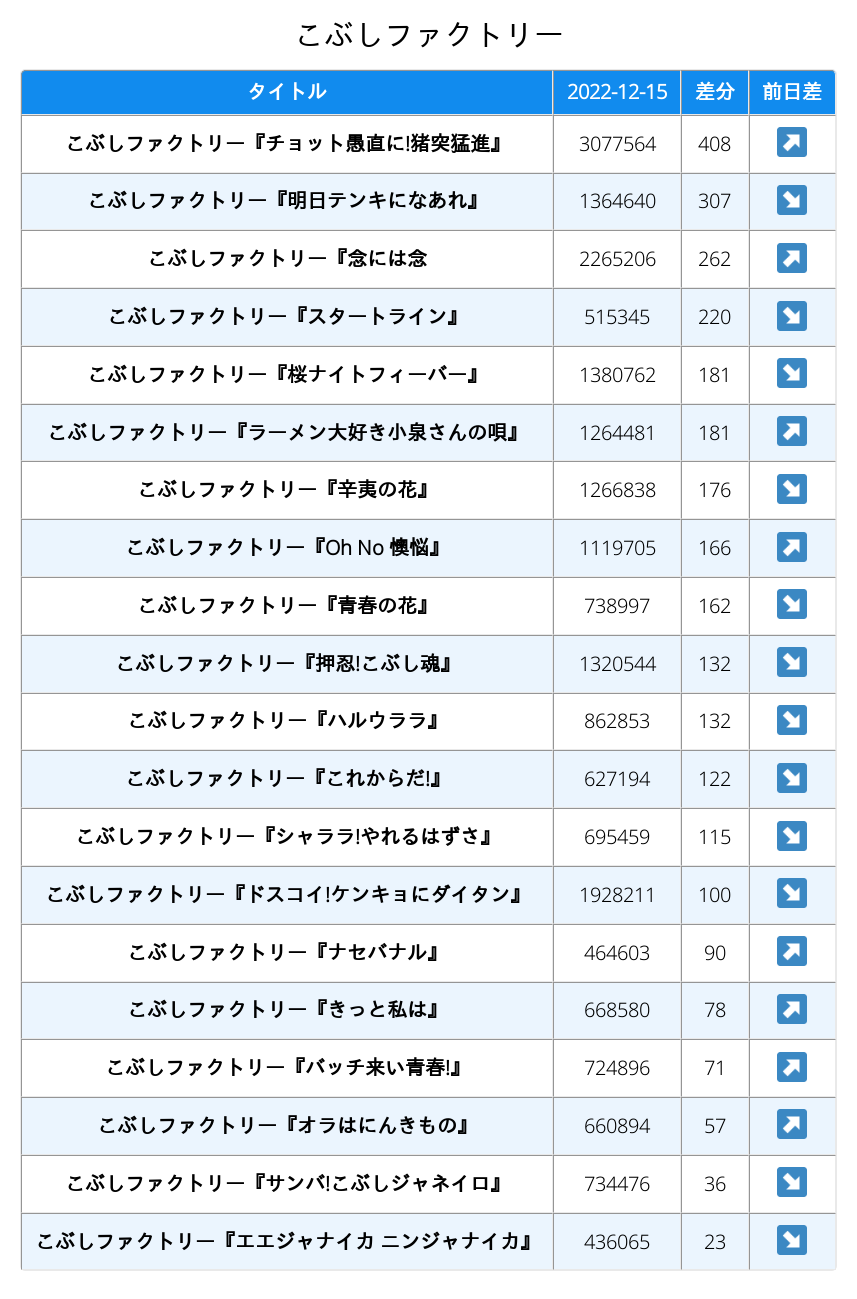 こぶしファクトリー
タイトル 2022-12-15 差分 前日差
こぶしファクトリー『チョット愚直に!猪突猛進』 3077564 408 ↗
こぶしファクトリー『明日テンキになあれ』 1364640 307 ↘
こぶしファクトリー『念には念 2265206 262 ↗
こぶしファクトリー『スタートライン』 515345 220 ↘
こぶしファクトリー『桜ナイトフィーバー』 1380762 181 ↘
こぶしファクトリー『ラーメン大好き小泉さんの唄』 1264481 181 ↗
こぶしファクトリー『辛夷の花』 1266838 176 ↘
こぶしファクトリー『Oh No 懊悩』 1119705 166 ↗
こぶしファクトリー『青春の花』 738997 162 ↘
こぶしファクトリー『押忍!こぶし魂』 1320544 132 ↘
こぶしファクトリー『ハルウララ』 862853 132 ↘
こぶしファクトリー『これからだ!』 627194 122 ↘
こぶしファクトリー『シャララ!やれるはずさ』 695459 115 ↘
こぶしファクトリー『ドスコイ!ケンキョにダイタン』 1928211 100 ↘
こぶしファクトリー『ナセバナル』 464603 90 ↗
こぶしファクトリー『きっと私は』 668580 78 ↗
こぶしファクトリー『バッチ来い青春!』 724896 71 ↗
こぶしファクトリー『オラはにんきもの』 660894 57 ↗
こぶしファクトリー『サンバ!こぶしジャネイロ』 734476 36 ↘
こぶしファクトリー『エエジャナイカ ニンジャナイカ』 436065 23 ↘